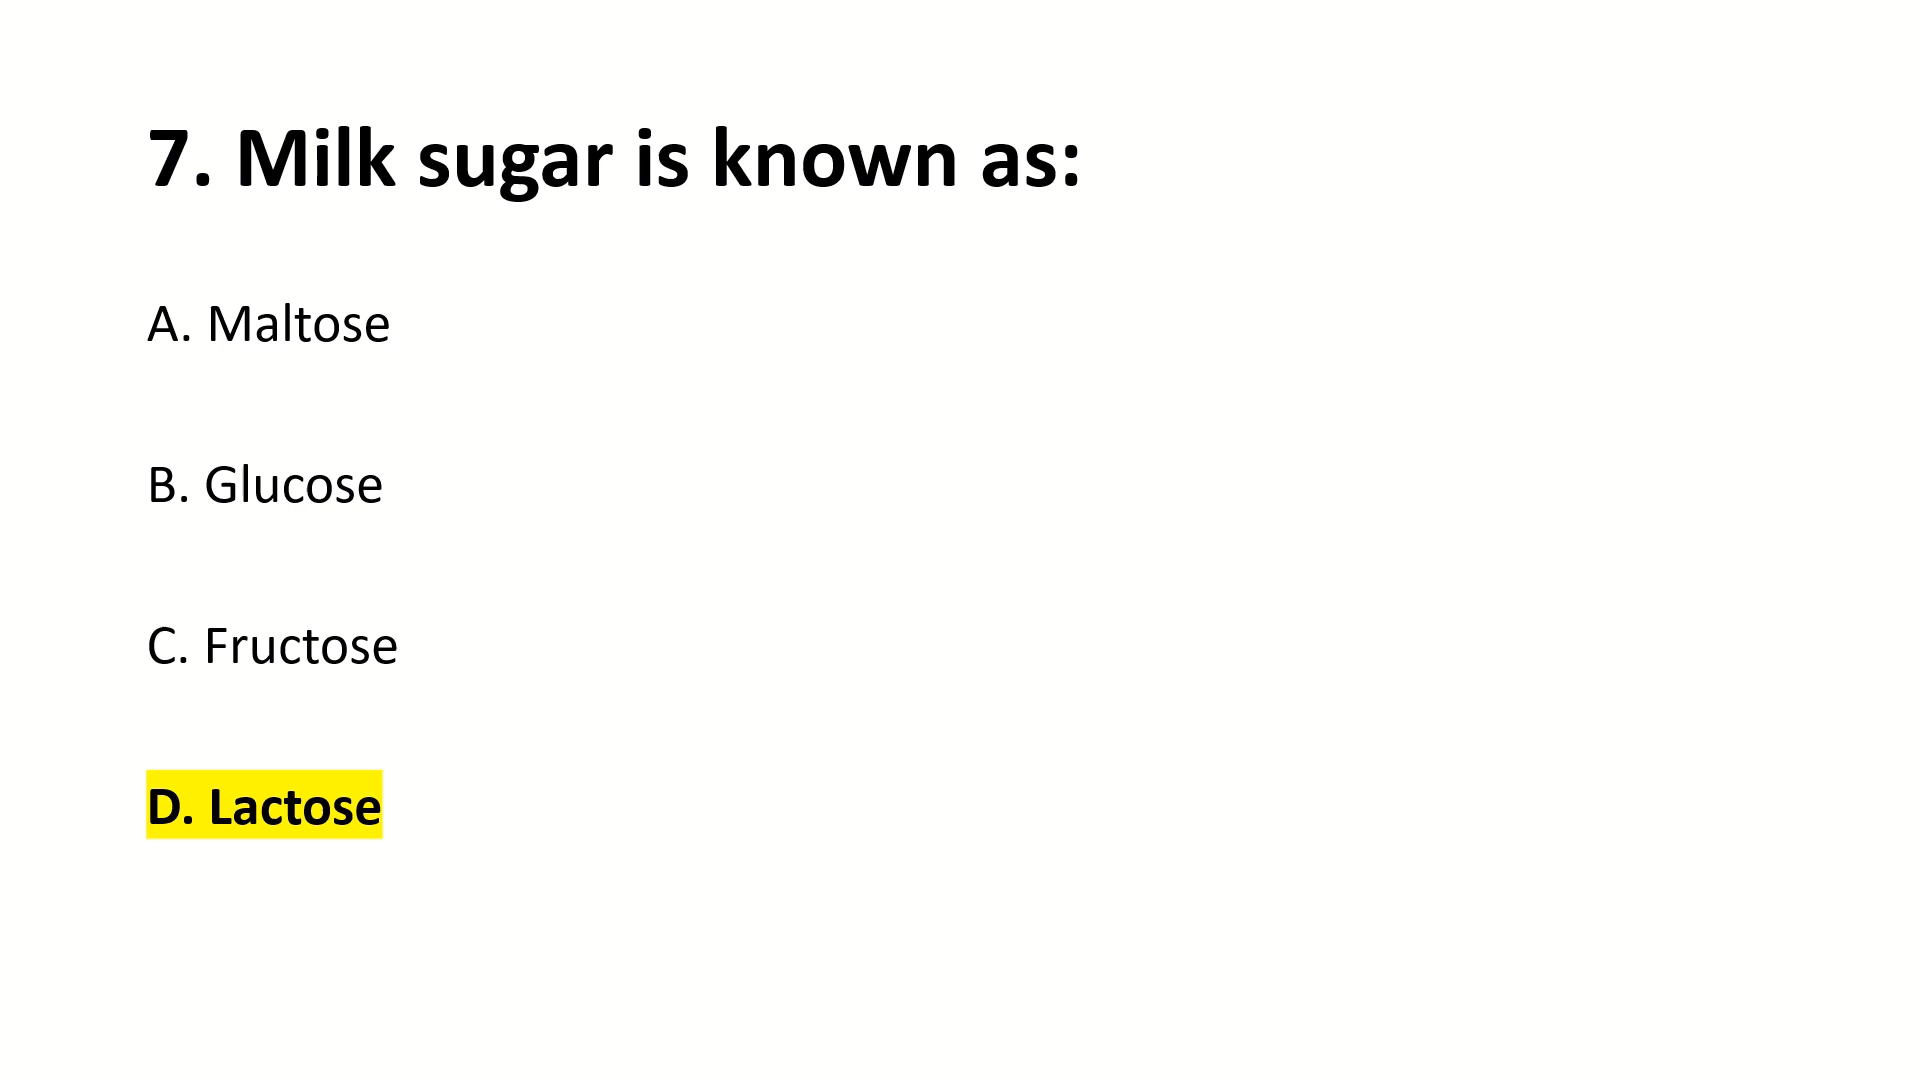 7. Milk sugar is known as:
A. Maltose
B. Glucose
C. Fructose
D. Lactose